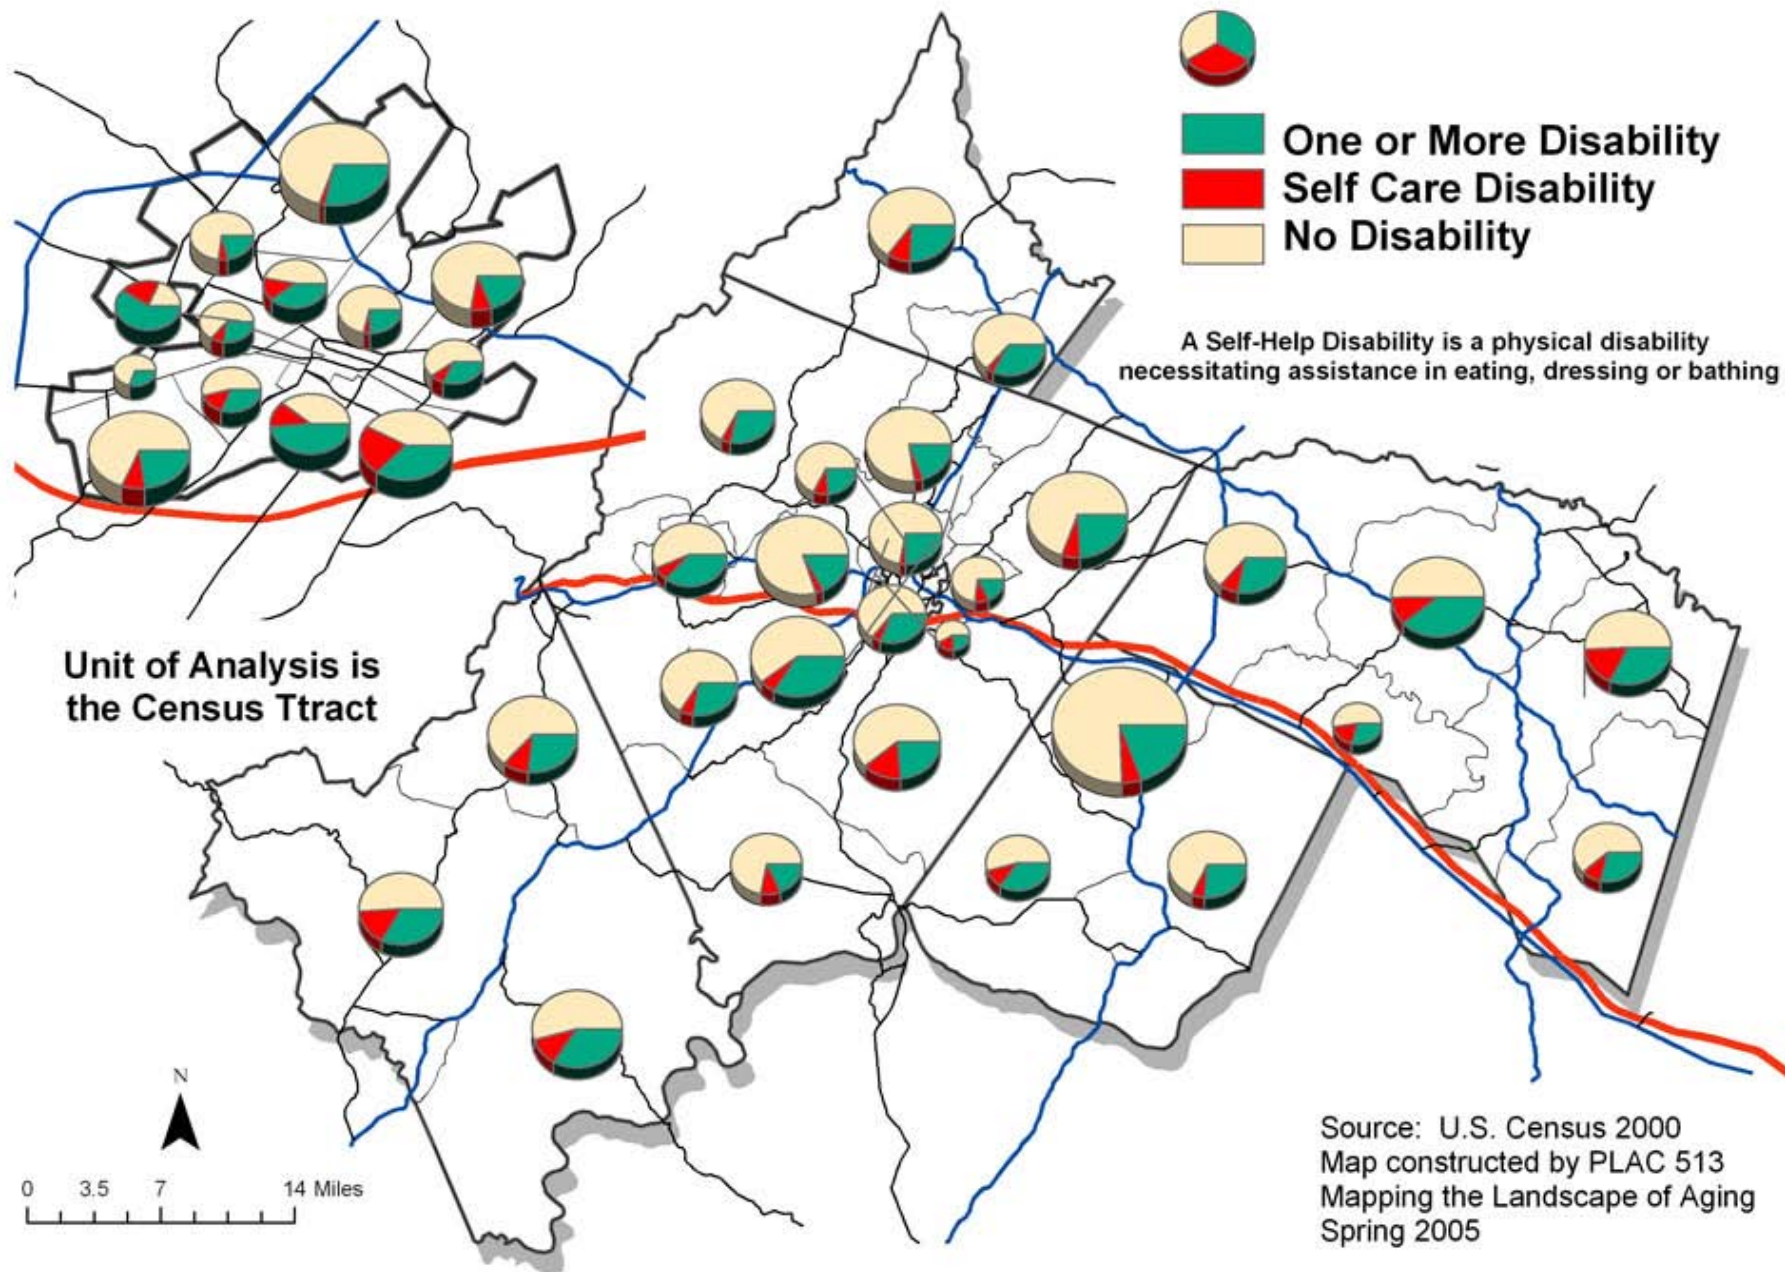 One or More Disability
Self Care Disability
No Disability
A Self-Help Disability is a physical disability
necessitating assistance in eating, dressing or bathing
Unit of Analysis is
the Census Ttract
N
0 3.5 7 14 Miles
Source: U.S. Census 2000
Map constructed by PLAC 513
Mapping the Landscape of Aging
Spring 2005